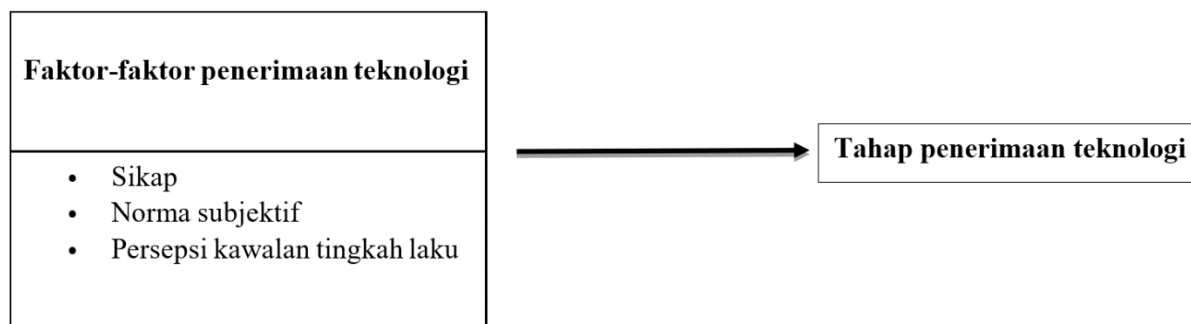 Faktor-faktor penerimaan teknologi
• Sikap
• Norma subjektif
• Persepsi kawalan tingkah laku
Tahap penerimaan teknologi